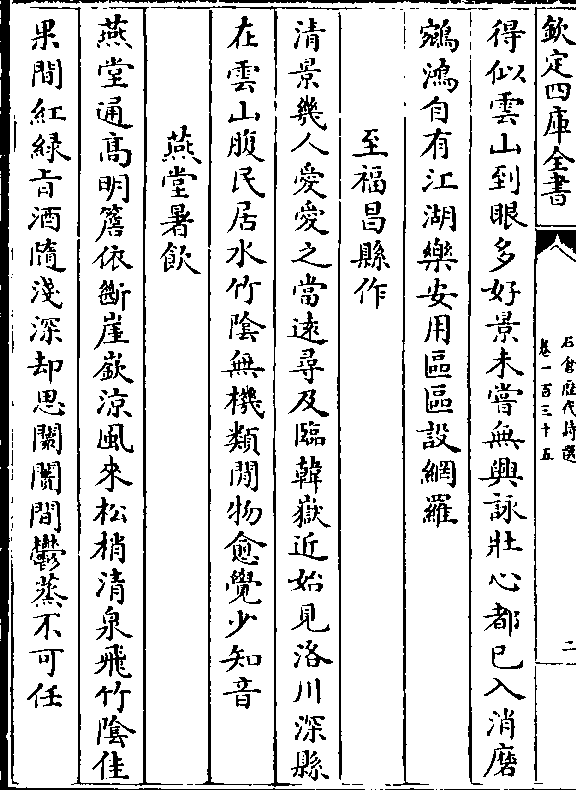 欽定四庫全書
石倉歷代詩選
卷一百三十五
二
得似雲山到眼多好景未嘗無興詠壯心都已入消磨
鵷鴻自有江湖樂安用區區設網羅
至福昌縣作
清景幾人愛愛之當遠尋及臨韓嶽近始見洛川深縣
在雲山腹民居水竹陰無機類閒物愈覺少知音
燕堂暑飲
燕堂通髙明簷依斷崖嶔涼風來松梢清泉飛竹陰佳
果間紅緑旨酒隨淺深却思闤闠間鬱蒸不可任